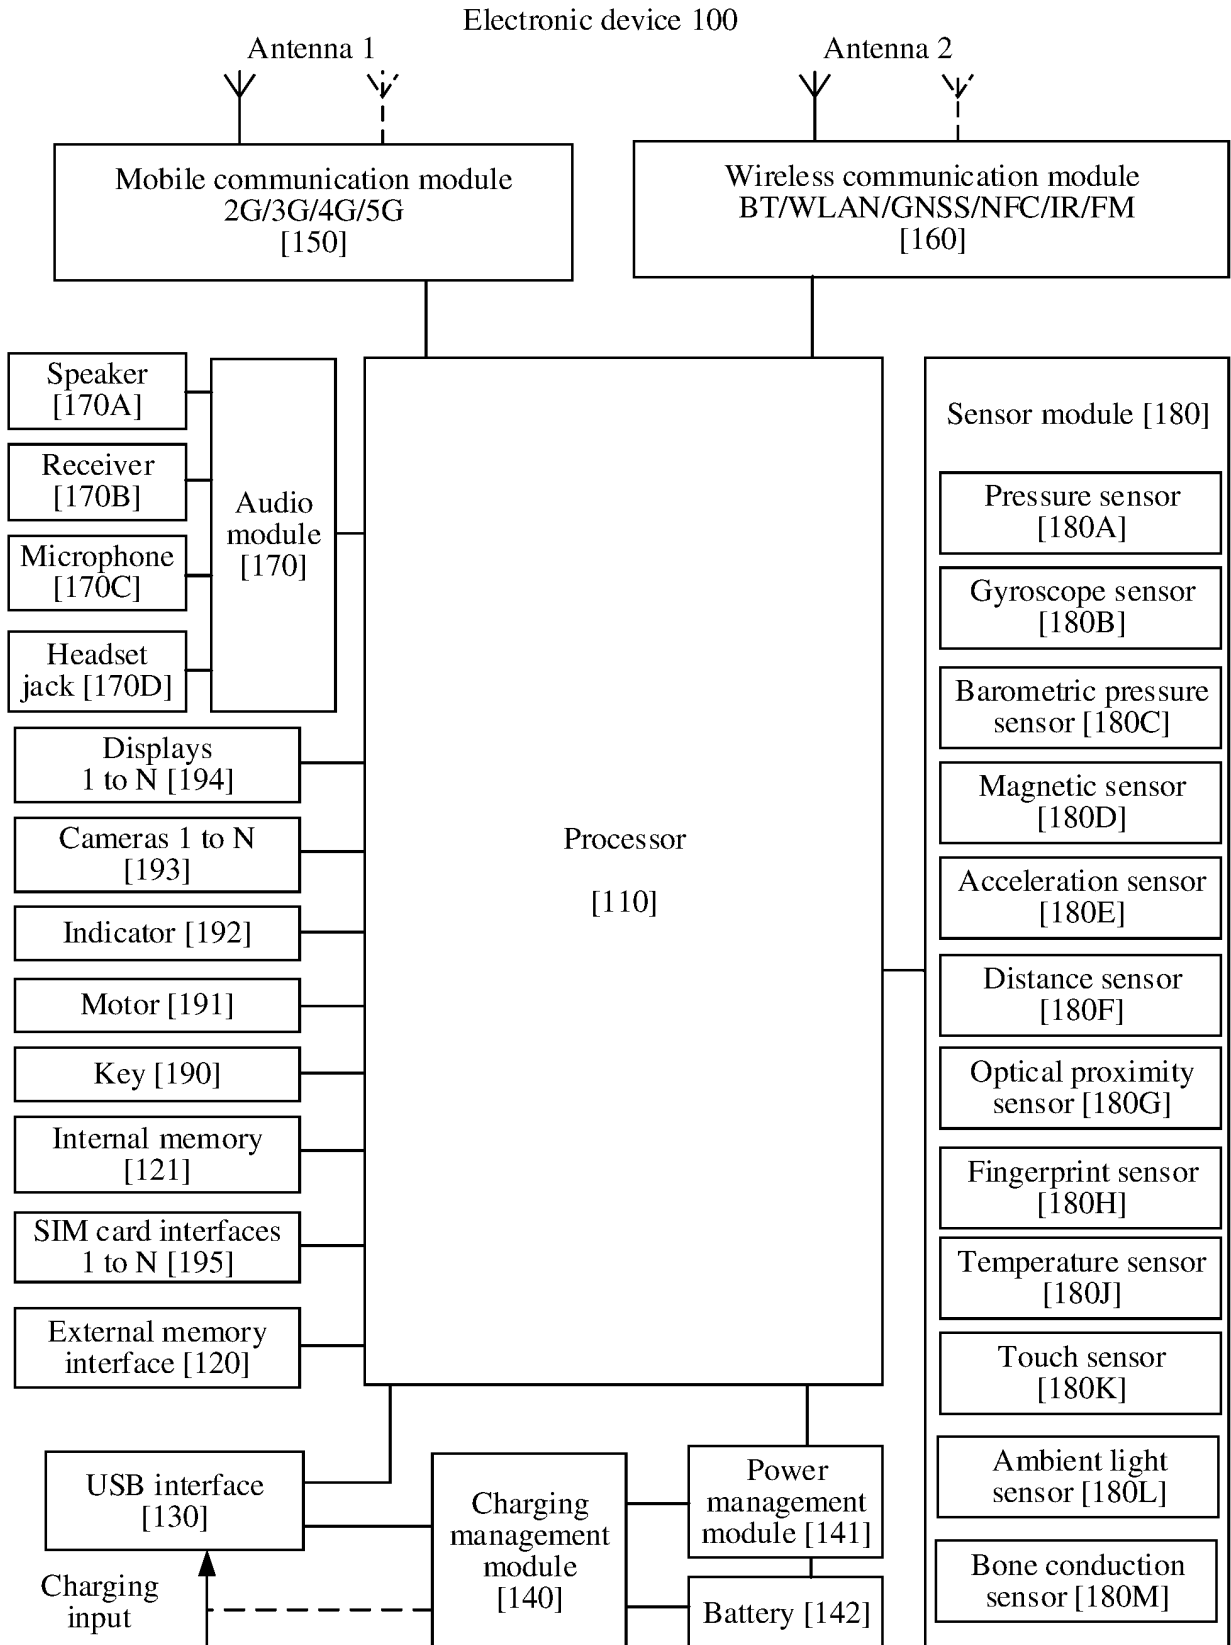 Electronic device 100
Antenna 1
Antenna 2
Mobile communication module
2G/3G/4G/5G
[150]
Wireless communication module
BT/WLAN/GNSS/NFC/IR/FM
[160]
Speaker
[170A]
Receiver
[170B]
Microphone
[170C]
Headset
jack [170D]
Audio
module
[170]
Displays
1 to N [194]
Cameras 1 to N
[193]
Indicator [192]
Motor [191]
Key [190]
Internal memory
[121]
SIM card interfaces
1 to N [195]
External memory
interface [120]
Processor
[110]
Sensor module [180]
Pressure sensor
[180A]
Gyroscope sensor
[180B]
Barometric pressure
sensor [180C]
Magnetic sensor
[180D]
Acceleration sensor
[180E]
Distance sensor
[180F]
Optical proximity
sensor [180G]
Fingerprint sensor
[180H]
Temperature sensor
[180J]
Touch sensor
[180K]
Ambient light
sensor [180L]
Bone conduction
sensor [180M]
USB interface
[130]
Charging
input
Charging
management
module
[140]
Power
management
module [141]
Battery [142]